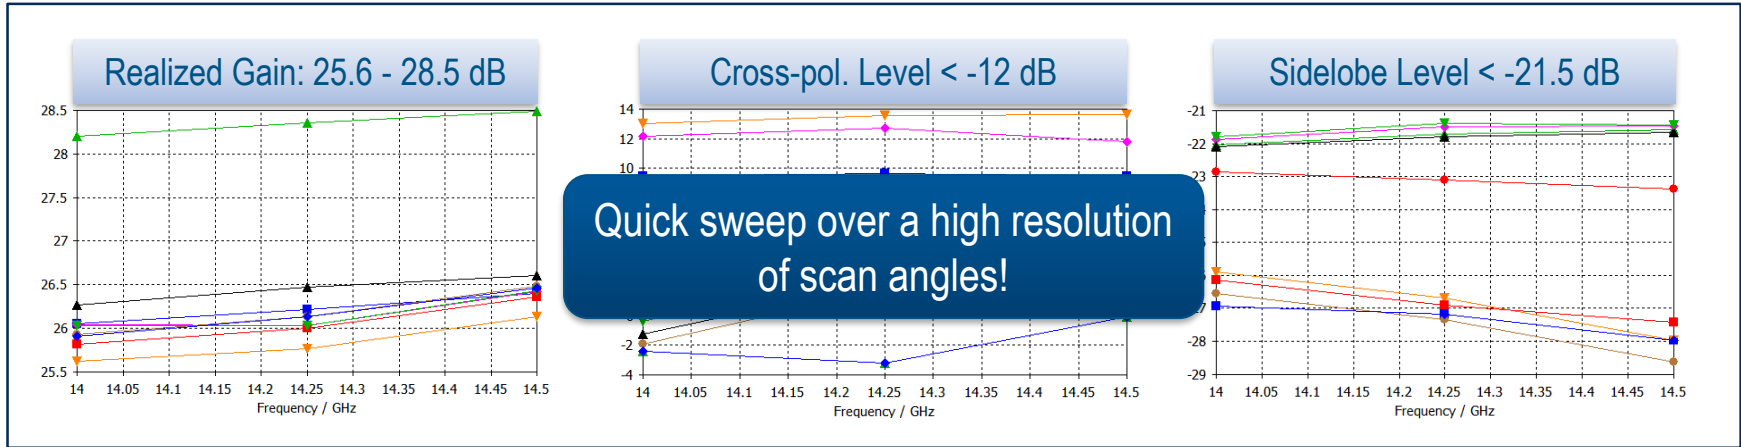 Realized Gain: 25.6 - 28.5 dB
28.5
28
27.5
27
26.5
26
25.5
14 14.05 14.1 14.15 14.2 14.25 14.3 14.35 14.4 14.45 14.5
Frequency / GHz
Cross-pol. Level < -12 dB
14
12
10
-2
-4
14 14.05 14.1 14.15 14.2 14.25 14.3 14.35 14.4 14.45 14.5
Frequency / GHz
Quick sweep over a high resolution
of scan angles!
Sidelobe Level < -21.5 dB
-21
-22
-23
-28
-29
14 14.05 14.1 14.15 14.2 14.25 14.3 14.35 14.4 14.45 14.5
Frequency / GHz